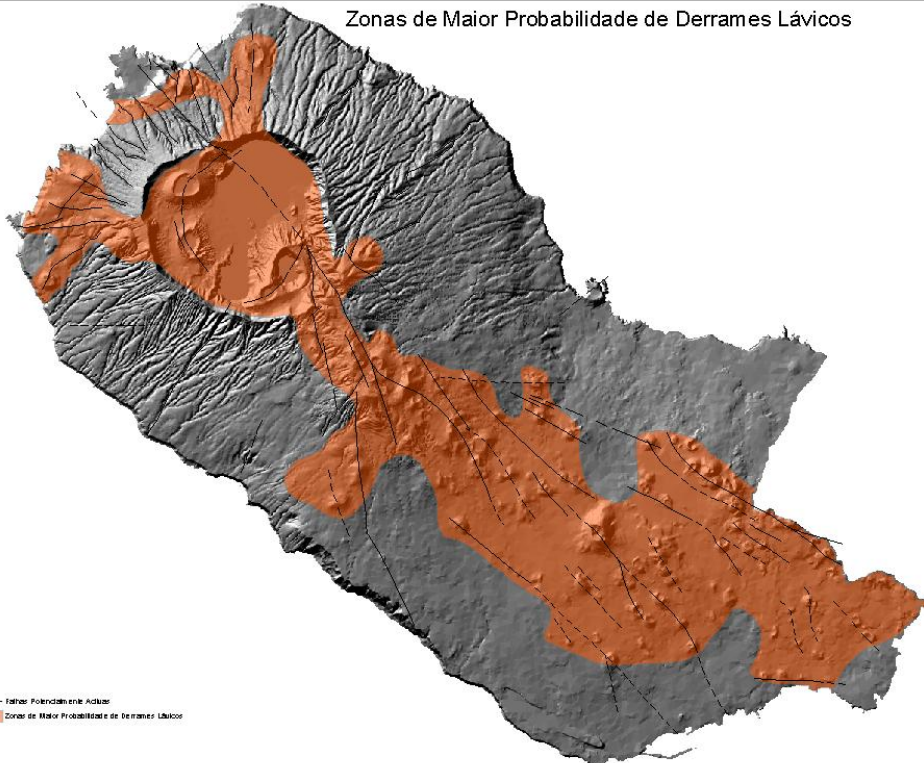 Zonas de Maior Probabilidade de Derrames Lávicos
Falhas Potencialmente Activas
Zonas de Maior Probabilidade de Derrames Lávicos